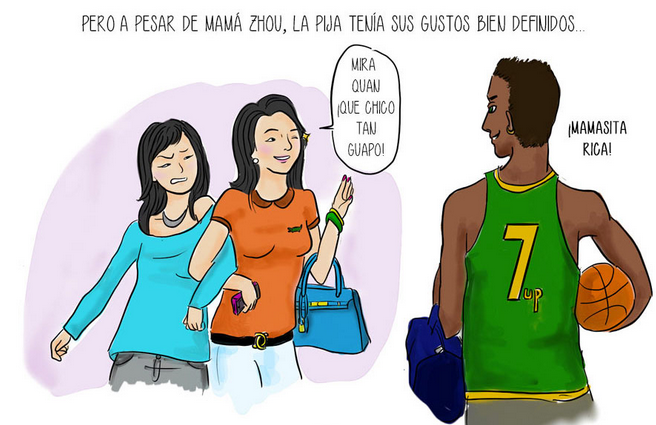 PERO A PESAR DE MAMÁ ZHOU, LA PIJA TENÍA SUS GUSTOS BIEN DEFINIDOS...
MIRA
QUAN
¡QUE CHICO
TAN
GUAPO!
¡MAMASITA
RICA!
7
UP